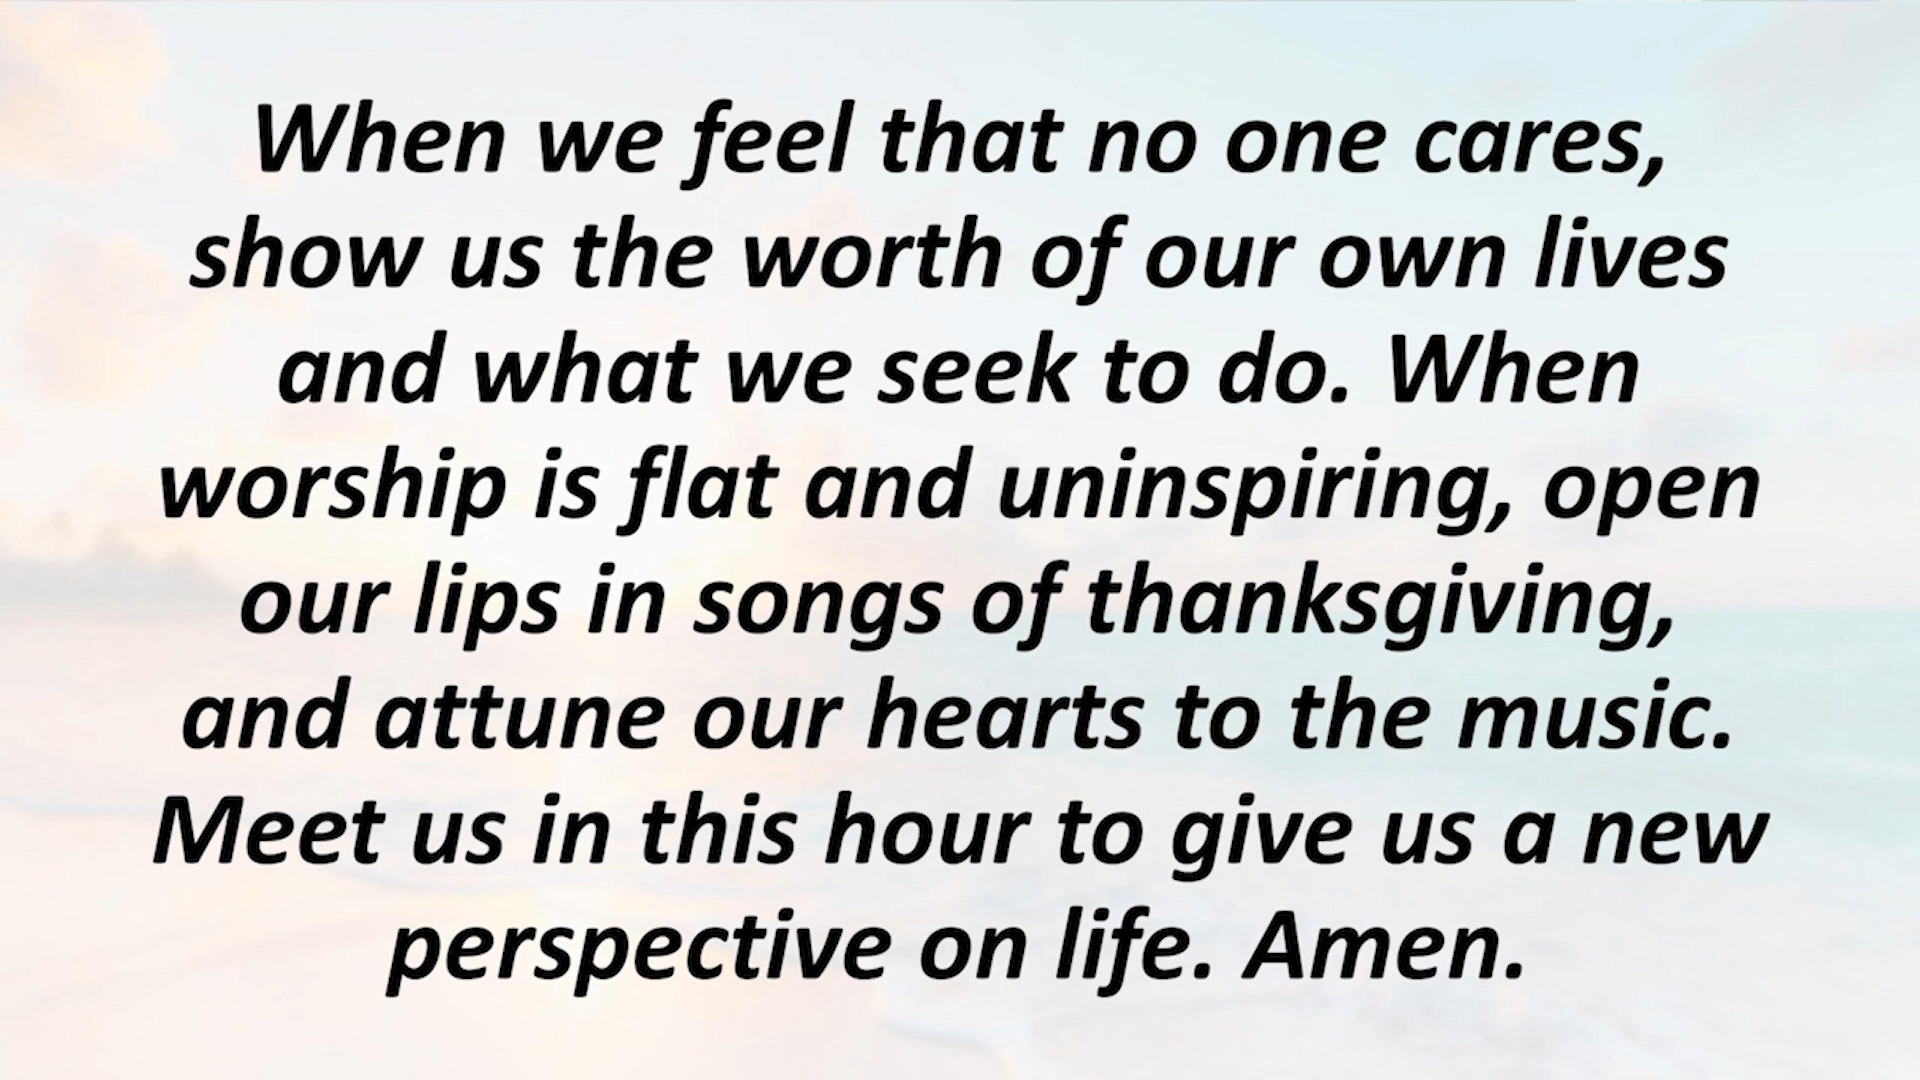 When we feel that no one cares,
show us the worth of our own lives
and what we seek to do. When
worship is flat and uninspiring, open
our lips in songs of thanksgiving,
and attune our hearts to the music.
Meet us in this hour to give us a new
perspective on life. Amen.